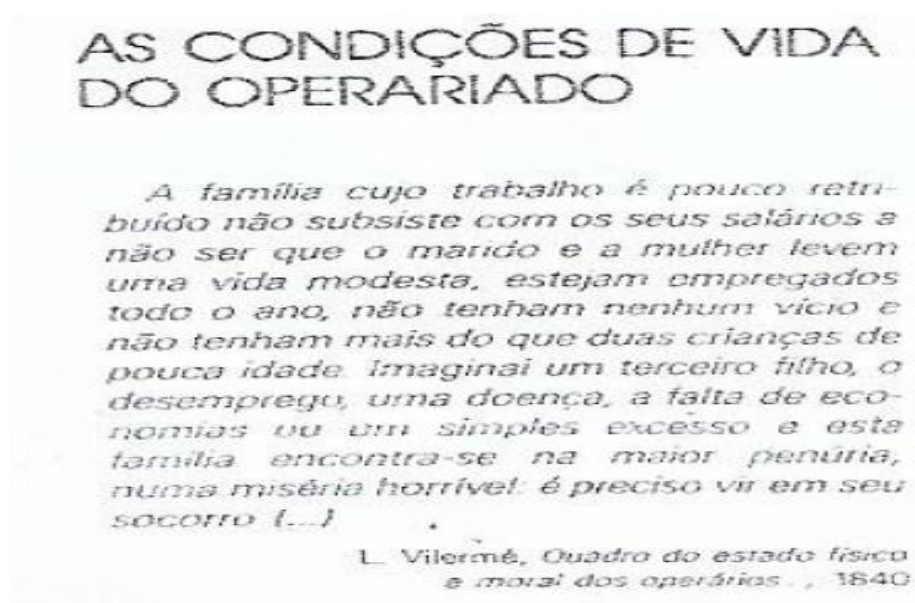 AS CONDIÇÕES DE VIDA
DO OPERARIADO
A família cujo trabalho é pouco retri-
buído não subsiste com os seus salários a
não ser que o marido e a mulher levem
uma vida modesta, estejam empregados
todo o ano, não tenham nenhum vício e
não tenham mais do que duas crianças de
pouca idade. Imaginai um terceiro filho, o
desemprego, uma doença, a falta de eco-
nomias ou um simples excesso e esta
família encontra-se na maior penúria,
numa miséria horrível: é preciso vir em seu
socorro (...)
L. Vilermé, Quadro do estado físico
e moral dos operários..., 1840